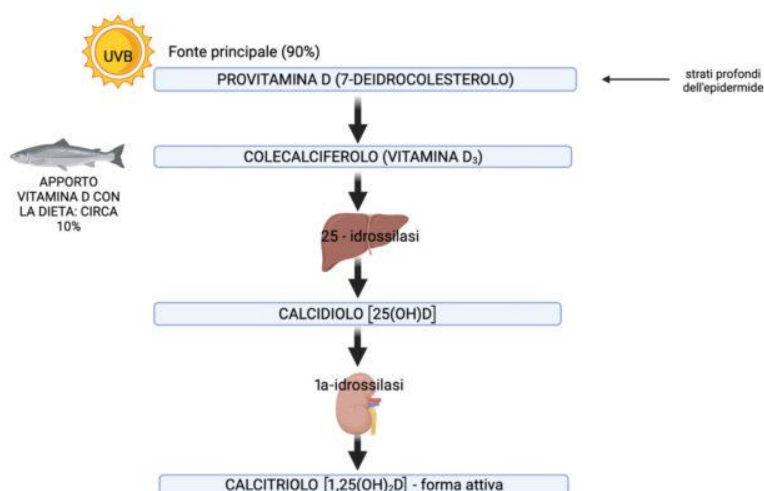 UVB
Fonte principale (90%)
PROVITAMINA D (7-DEIDROCOLESTEROLO)
strati profondi
dell'epidermide
COLECALCIFEROLO (VITAMINA D₃)
APPORTO
VITAMINA D CON
LA DIETA: CIRCA
10%
25 - idrossilasi
CALCIDIOLO [25(OH)D]
1a-idrossilasi
CALCITRIOLO [1,25(OH)₂D] - forma attiva